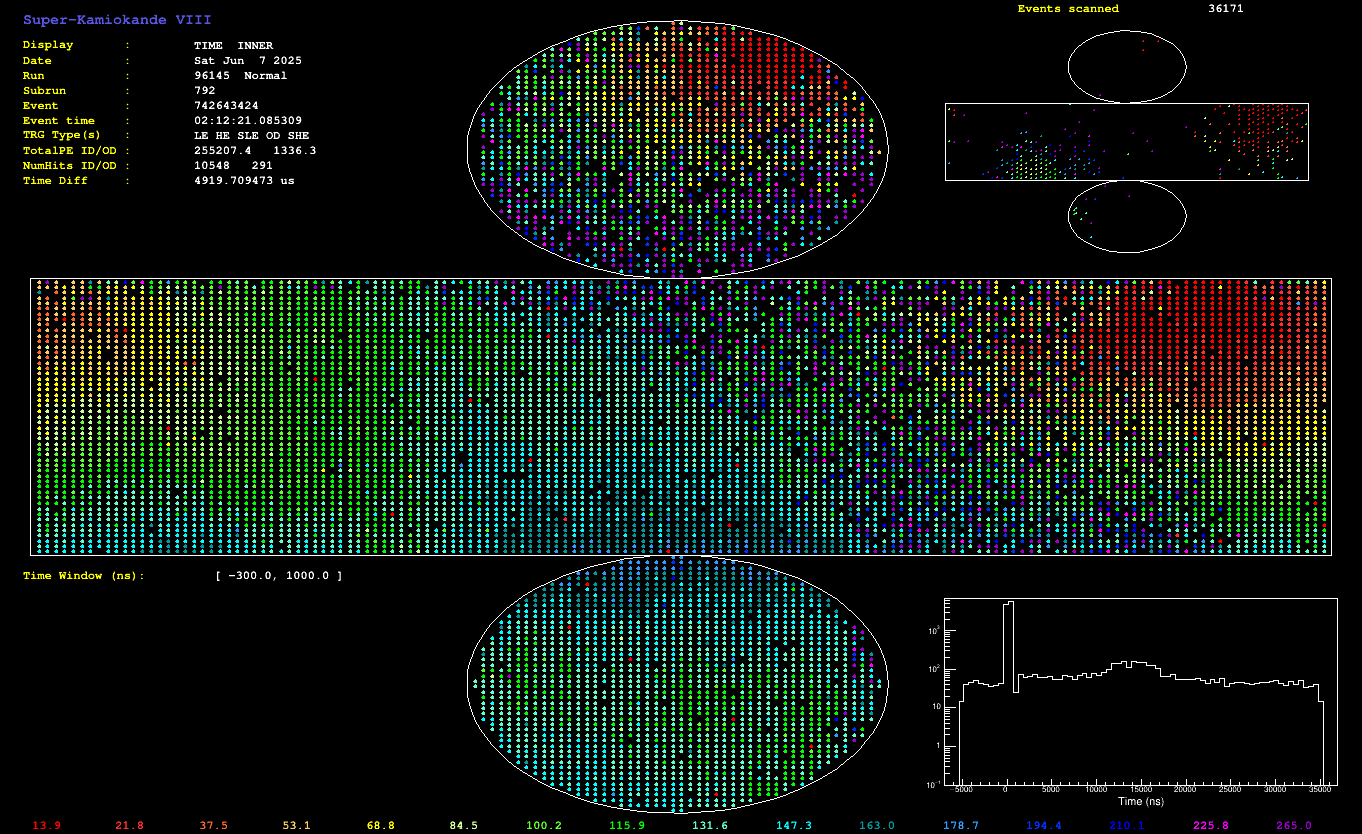 Super-Kamiokande VIII
Display : TIME INNER
Date : Sat Jun 7 2025
Run : 96145 Normal
Subrun : 792
Event : 742643424
Event time : 02:12:21.085309
TRG Type(s) : LE HE SLE OD SHE
TotalPE ID/OD : 255207.4 1336.3
NumHits ID/OD : 10548 291
Time Diff : 4919.709473 us
Events scanned 36171
Time Window (ns): [ -300.0, 1000.0 ]
10³
10²
10
1
10⁻¹
-5000 0 5000 10000 15000 20000 25000 30000 35000
Time (ns)
13.9 21.8 37.5 53.1 68.8 84.5 100.2 115.9 131.6 147.3 163.0 178.7 194.4 210.1 225.8 265.0